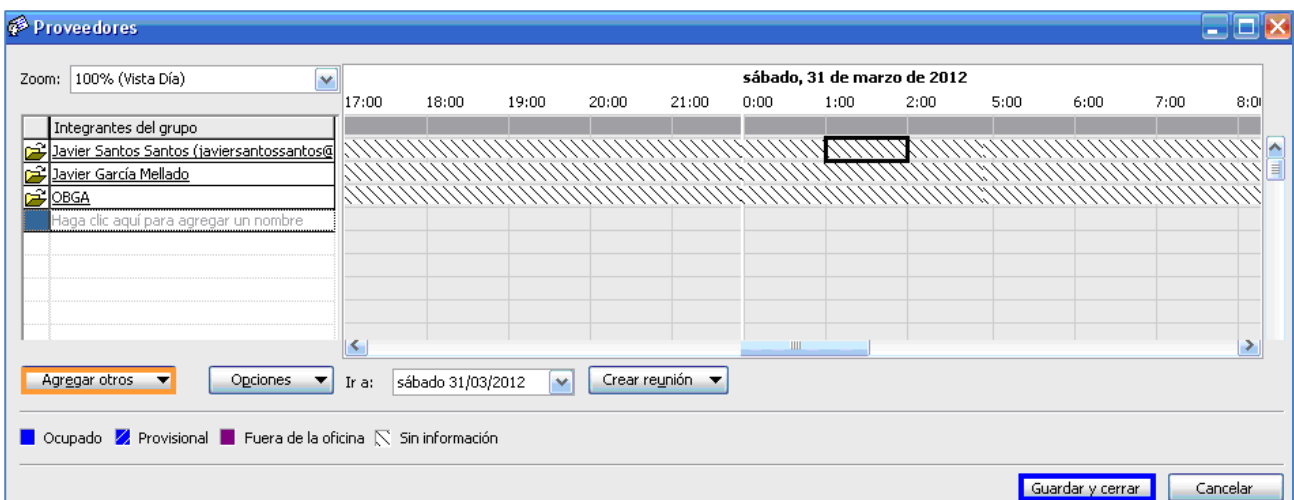 Proveedores
Zoom: 100% (Vista Día)
sábado, 31 de marzo de 2012
17:00 18:00 19:00 20:00 21:00 0:00 1:00 2:00 5:00 6:00 7:00 8:0
Integrantes del grupo
Javier Santos Santos (javiersantossantos@
Javier García Mellado
OBGA
Haga clic aquí para agregar un nombre
Agregar otros Opciones Ir a: sábado 31/03/2012 Crear reunión
Ocupado Provisional Fuera de la oficina Sin información
Guardar y cerrar Cancelar